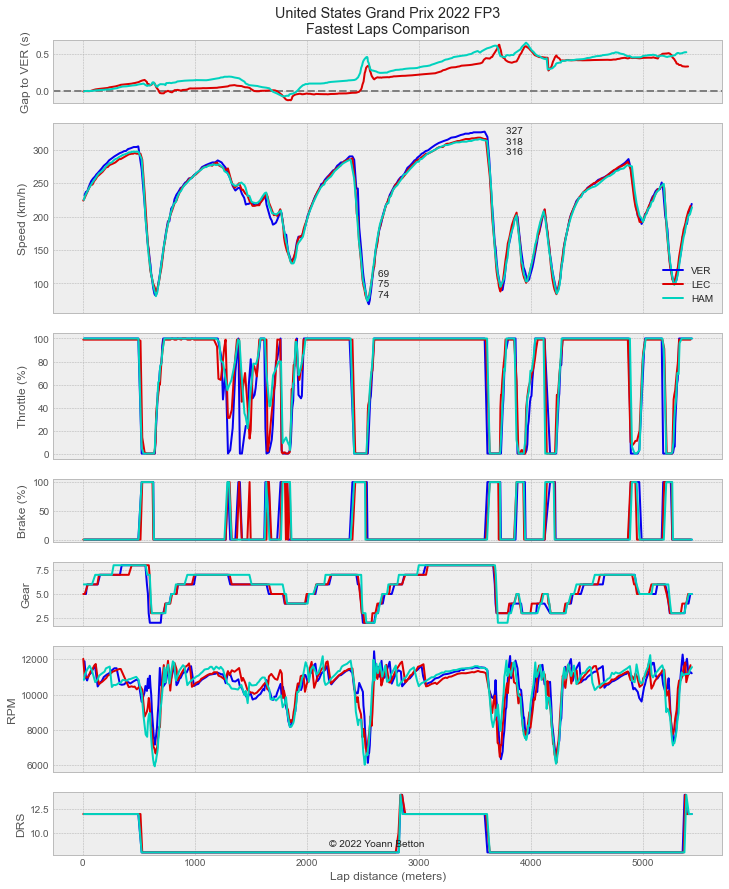 United States Grand Prix 2022 FP3
Fastest Laps Comparison
Gap to VER (s)
0.5
0.0
Speed (km/h)
300
250
200
150
100
327
318
316
69
75
74
VER
LEC
HAM
Throttle (%)
100
80
60
40
20
0
Brake (%)
100
50
0
Gear
7.5
5.0
2.5
RPM
12000
10000
8000
6000
DRS
12.5
10.0
© 2022 Yoann Betton
0 1000 2000 3000 4000 5000
Lap distance (meters)